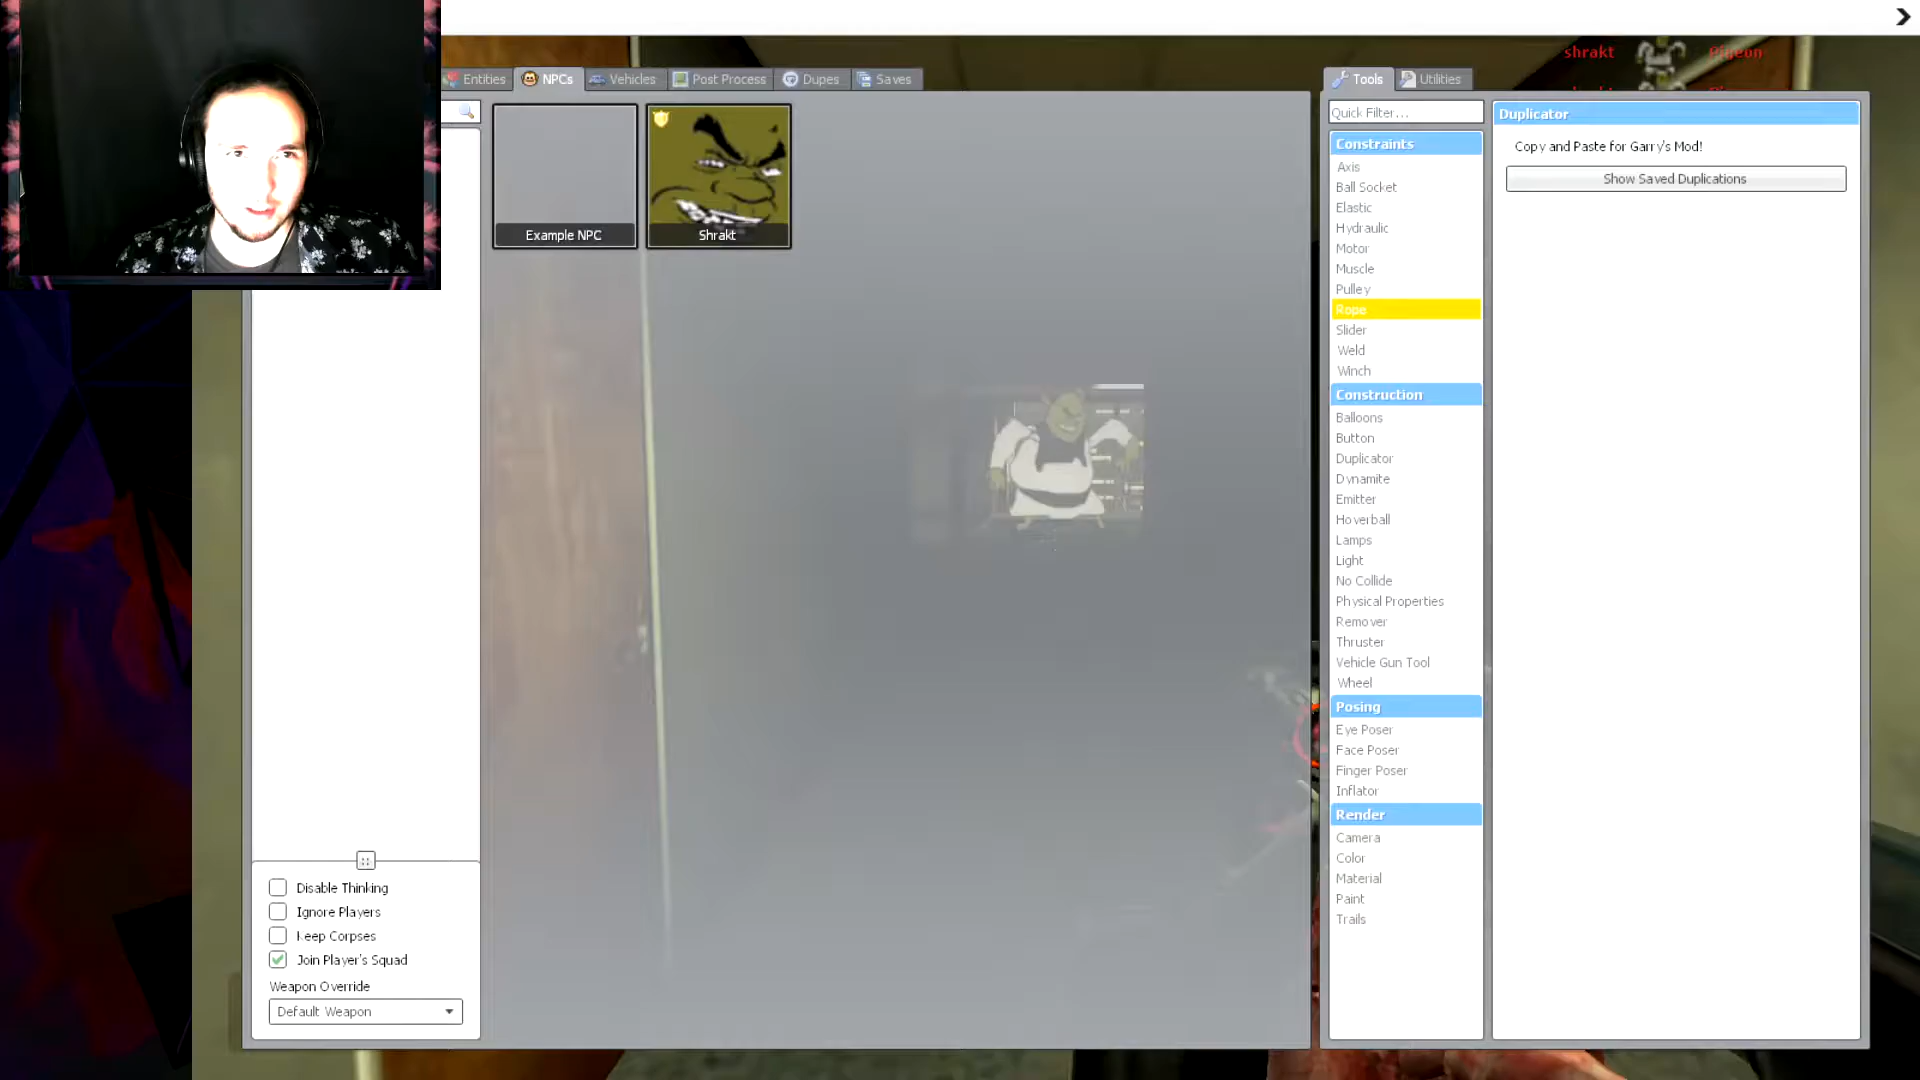 shrakt Pigeon
Entities NPCs Vehicles Post Process Dupes Saves
Example NPC
Shrakt
Disable Thinking
Ignore Players
Keep Corpses
Join Player's Squad
Weapon Override
Default Weapon
Tools Utilities
Quick Filter...
Constraints
Axis
Ball Socket
Elastic
Hydraulic
Motor
Muscle
Pulley
Rope
Slider
Weld
Winch
Construction
Balloons
Button
Duplicator
Dynamite
Emitter
Hoverball
Lamps
Light
No Collide
Physical Properties
Remover
Thruster
Vehicle Gun Tool
Wheel
Posing
Eye Poser
Face Poser
Finger Poser
Inflator
Render
Camera
Color
Material
Paint
Trails
Duplicator
Copy and Paste for Garry's Mod!
Show Saved Duplications